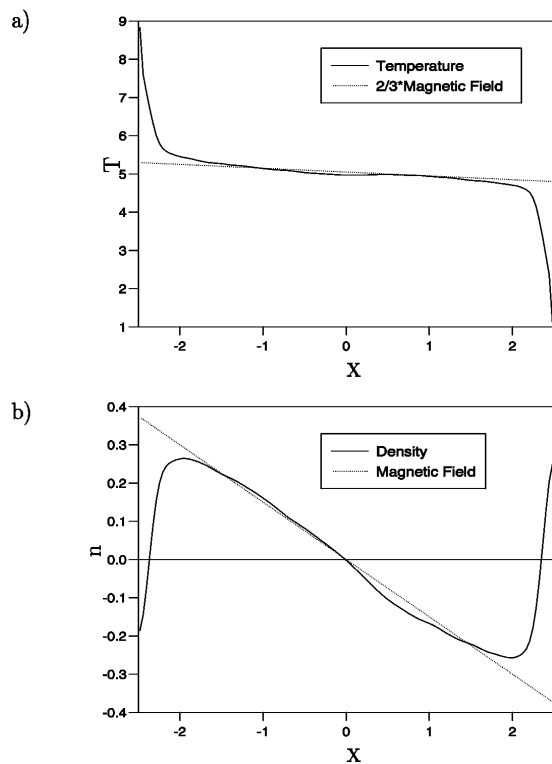 a)
9
8
7
6
5
4
3
2
1
T
Temperature
2/3*Magnetic Field
-2 -1 0 1 2
X
b)
0.4
0.3
0.2
0.1
0.0
-0.1
-0.2
-0.3
-0.4
n
Density
Magnetic Field
-2 -1 0 1 2
X